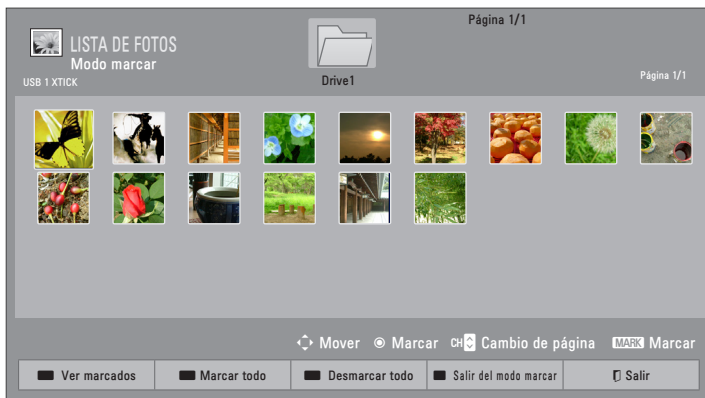 Página 1/1
LISTA DE FOTOS
Modo marcar
USB 1 XTICK
Drive1
Página 1/1
Mover Marcar CH Cambio de página MARK Marcar
Ver marcados Marcar todo Desmarcar todo Salir del modo marcar Salir